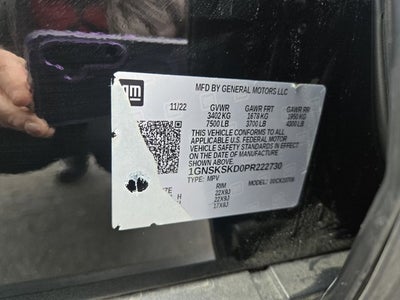 gm
MFD BY GENERAL MOTORS LLC
11/22 GVWR GAWR FRT GAWR RR
3402 KG 1678 KG 1950 KG
7500 LB 3700 LB 4300 LB
THIS VEHICLE CONFORMS TO ALL
APPLICABLE U.S. FEDERAL MOTOR
VEHICLE SAFETY STANDARDS IN EFFECT
ON THE DATE OF MANUFACTURE
SHOWN ABOVE.
1GNSKSKD0PR222730
TYPE: MPV MODEL:
RIM
22X9J
22X9J
17X9J